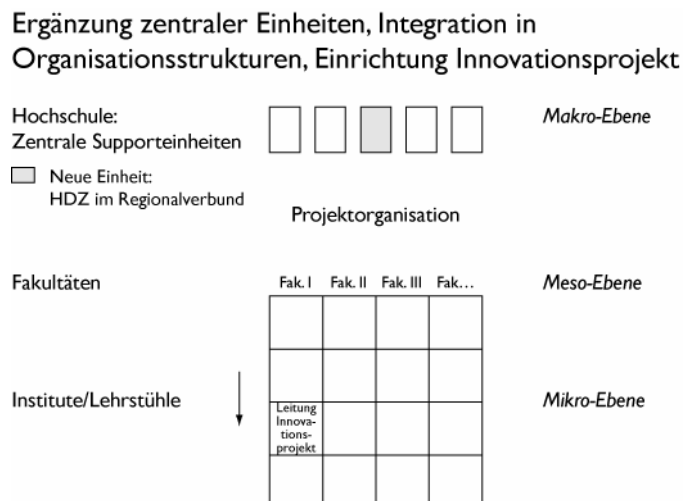 Ergänzung zentraler Einheiten, Integration in
Organisationsstrukturen, Einrichtung Innovationsprojekt
Hochschule:
Zentrale Supporteinheiten
Makro-Ebene
Neue Einheit:
HDZ im Regionalverbund
Projektorganisation
Fakultäten
Fak. I Fak. II Fak. III Fak...
Meso-Ebene
Institute/Lehrstühle
Leitung
Innova-
tions-
projekt
Mikro-Ebene